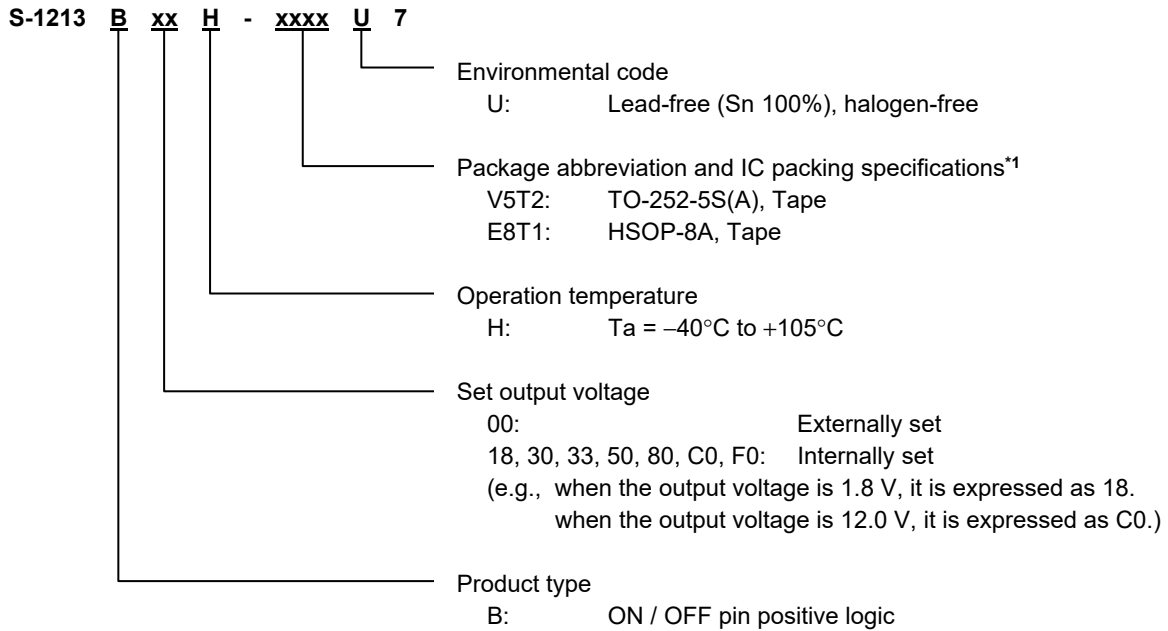 S-1213 B xx H - xxxx U 7
Environmental code
U: Lead-free (Sn 100%), halogen-free
Package abbreviation and IC packing specifications*1
V5T2: TO-252-5S(A), Tape
E8T1: HSOP-8A, Tape
Operation temperature
H: Ta = −40°C to +105°C
Set output voltage
00: Externally set
18, 30, 33, 50, 80, C0, F0: Internally set
(e.g., when the output voltage is 1.8 V, it is expressed as 18.
when the output voltage is 12.0 V, it is expressed as C0.)
Product type
B: ON / OFF pin positive logic